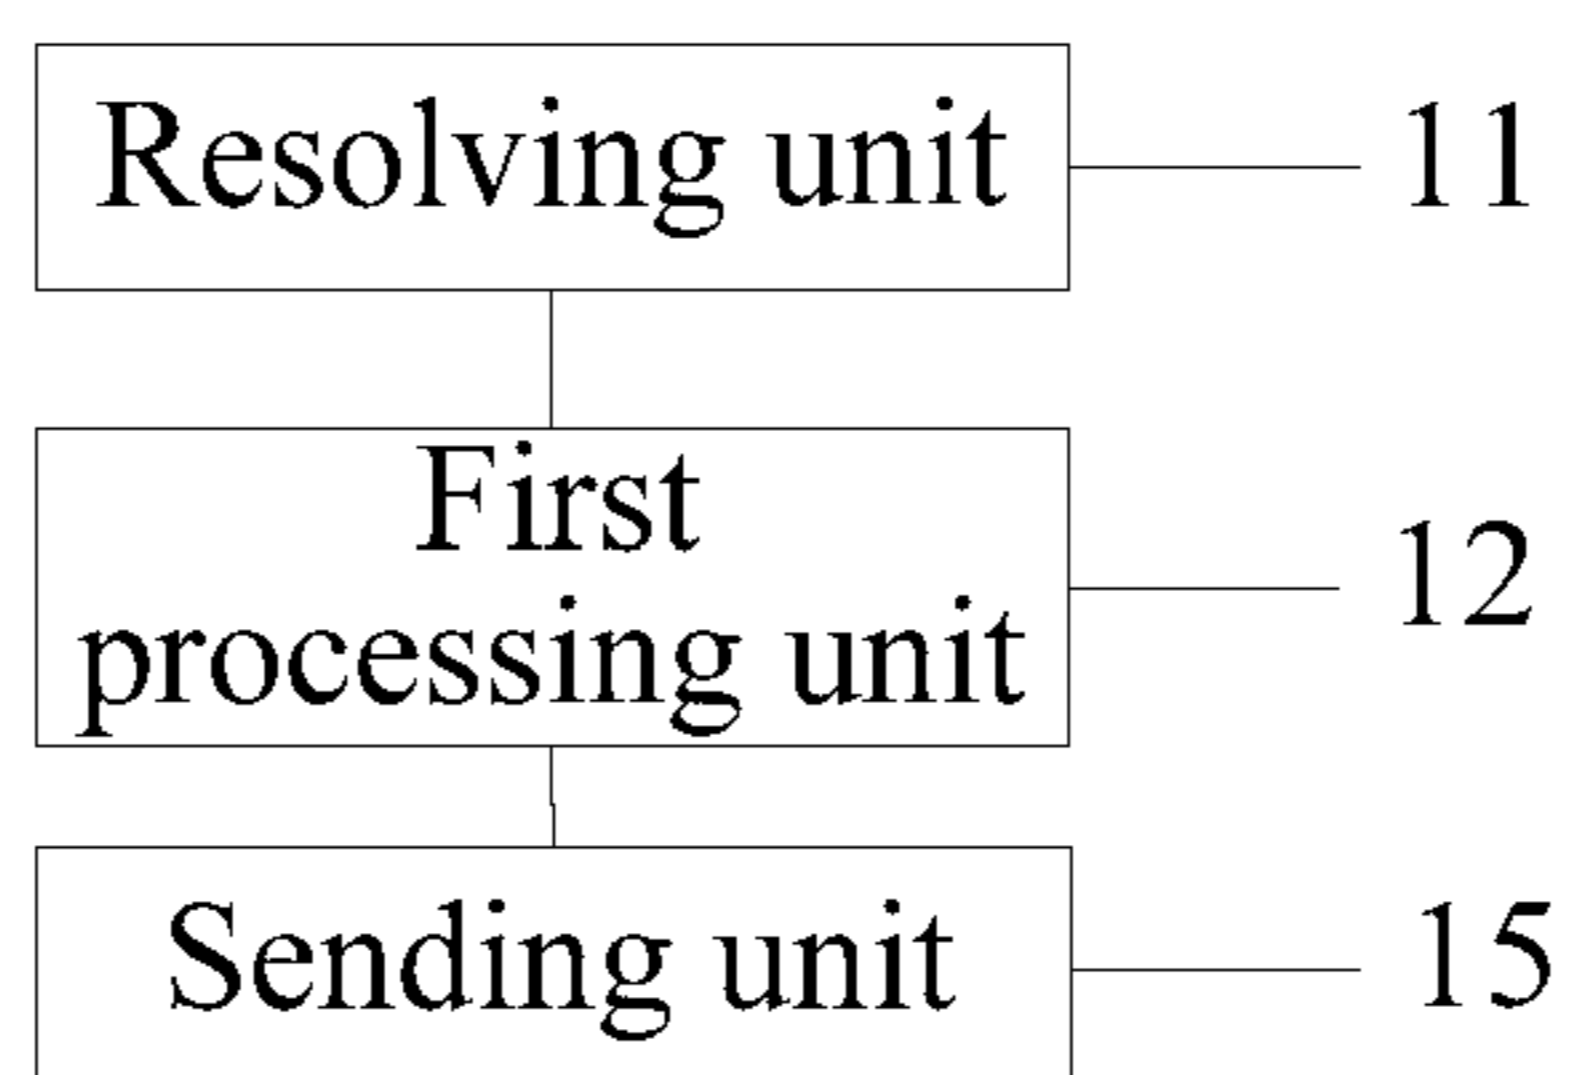 Resolving unit 11
First
processing unit 12
Sending unit 15